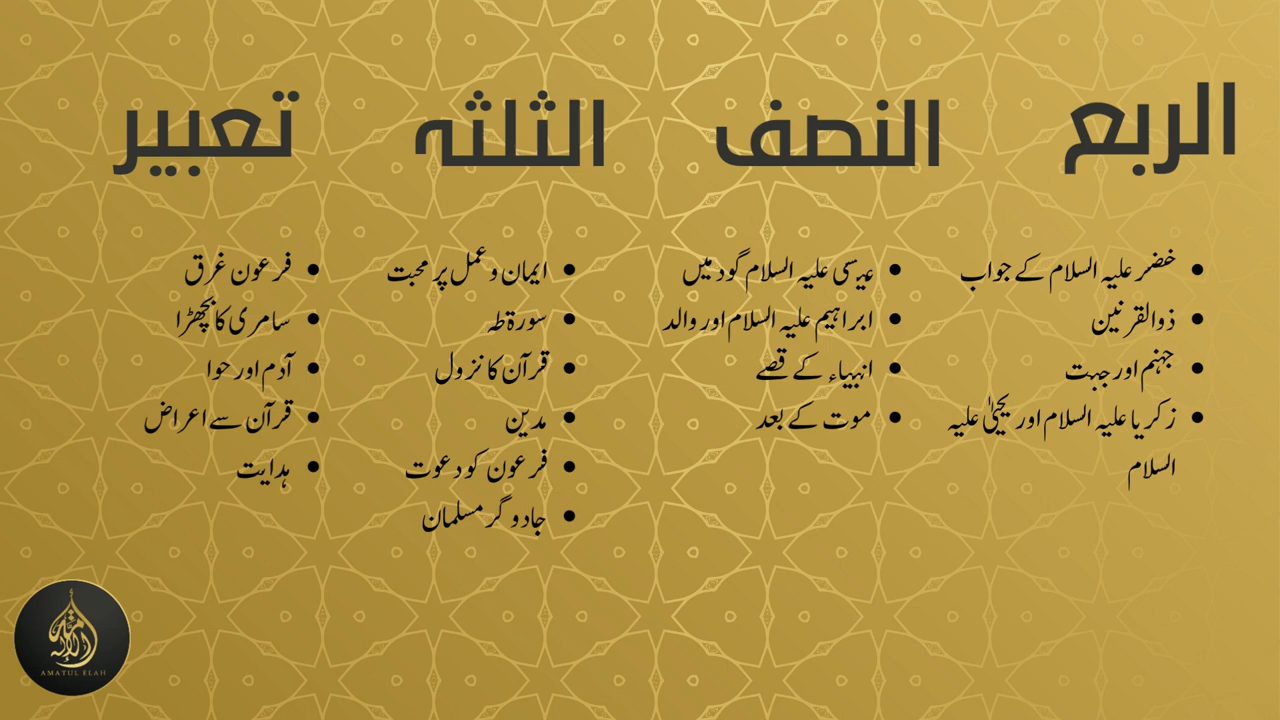 الربع
خضر علیہ السلام کے جواب
ذوالقرنین
جہنم اور جبت
زکریا علیہ السلام اور یحییٰ علیہ
السلام
النصف
عیسی علیہ السلام گود میں
ابراہیم علیہ السلام اور والد
انبیاء کے قصے
موت کے بعد
الثلثہ
ایمان و عمل پر محبت
سورۃ طہ
قرآن کا نزول
مدین
فرعون کو دعوت
جادوگر مسلمان
تعبیر
فرعون غرق
سامری کا بچھڑا
آدم اور حوا
قرآن سے اعراض
ہدایت
AMATUL ELAH